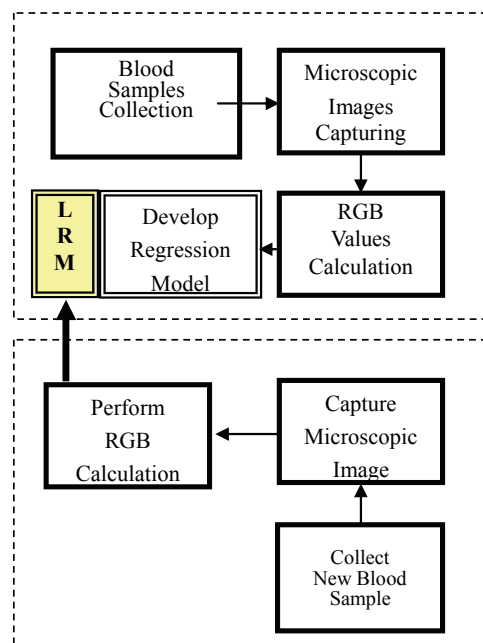 Blood
Samples
Collection
Microscopic
Images
Capturing
L
R
M
Develop
Regression
Model
RGB
Values
Calculation
Perform
RGB
Calculation
Capture
Microscopic
Image
Collect
New Blood
Sample